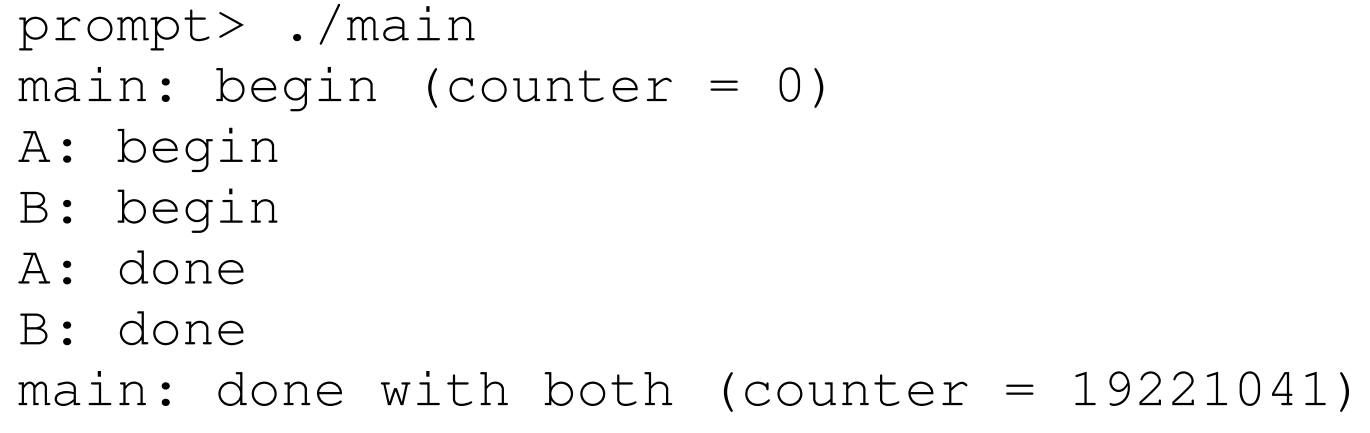 prompt> ./main
main: begin (counter = 0)
A: begin
B: begin
A: done
B: done
main: done with both (counter = 19221041)